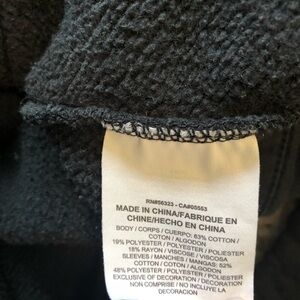 RN#56323 - CA#05553
MADE IN CHINA/FABRIQUE EN
CHINE/HECHO EN CHINA
BODY / CORPS / CUERPO: 63% COTTON /
COTON / ALGODON
19% POLYESTER / POLYESTER / POLIESTER
18% RAYON / VISCOSE / VISCOSA
SLEEVES / MANCHES / MANGAS: 52%
COTTON / COTON / ALGODON
48% POLYESTER / POLYESTER / POLIESTER
EXCLUSIVE OF DECORATION / DECORATION
NON COMPRISE / NO INCLUYE LA
DECORACION